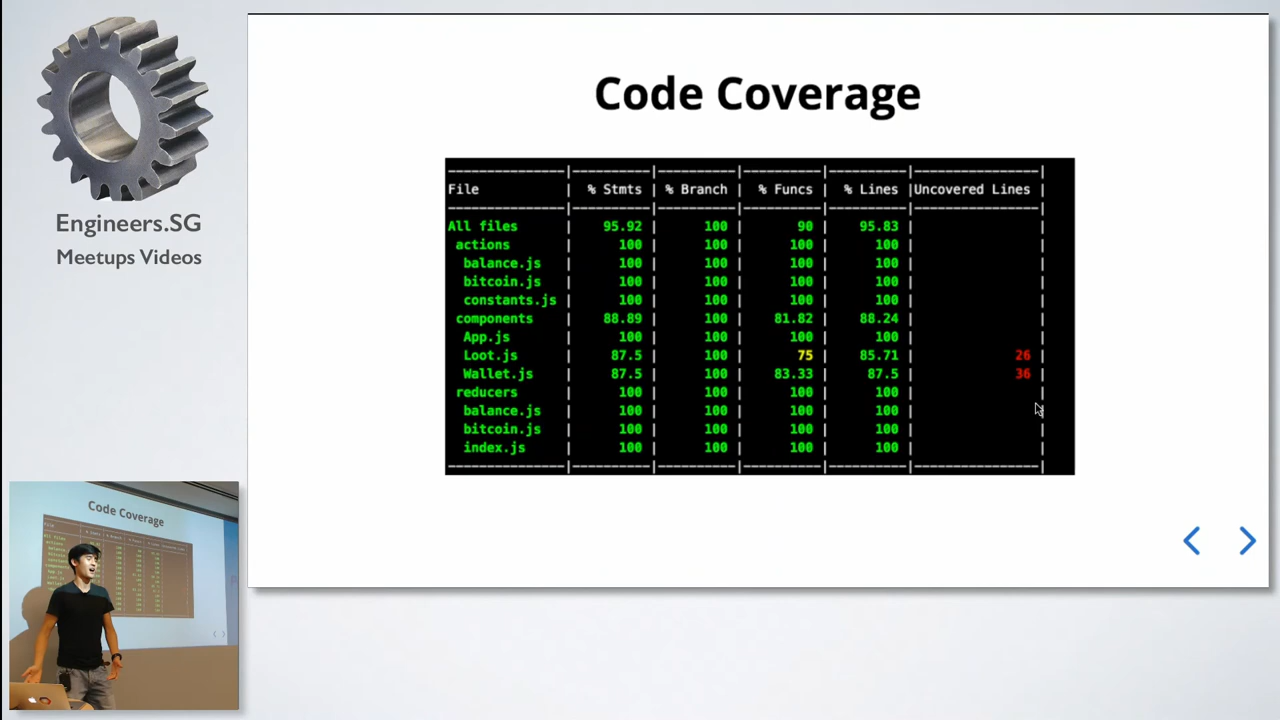 Engineers.SG
Meetups Videos
Code Coverage
File | % Stmts | % Branch | % Funcs | % Lines |Uncovered Lines |
All files | 95.92 | 100 | 90 | 95.83 | |
actions | 100 | 100 | 100 | 100 | |
balance.js | 100 | 100 | 100 | 100 | |
bitcoin.js | 100 | 100 | 100 | 100 | |
constants.js | 100 | 100 | 100 | 100 | |
components | 88.89 | 100 | 81.82 | 88.24 | |
App.js | 100 | 100 | 100 | 100 | |
Loot.js | 87.5 | 100 | 75 | 85.71 | 26 |
Wallet.js | 87.5 | 100 | 83.33 | 87.5 | 36 |
reducers | 100 | 100 | 100 | 100 | |
balance.js | 100 | 100 | 100 | 100 | |
bitcoin.js | 100 | 100 | 100 | 100 | |
index.js | 100 | 100 | 100 | 100 | |
Code Coverage